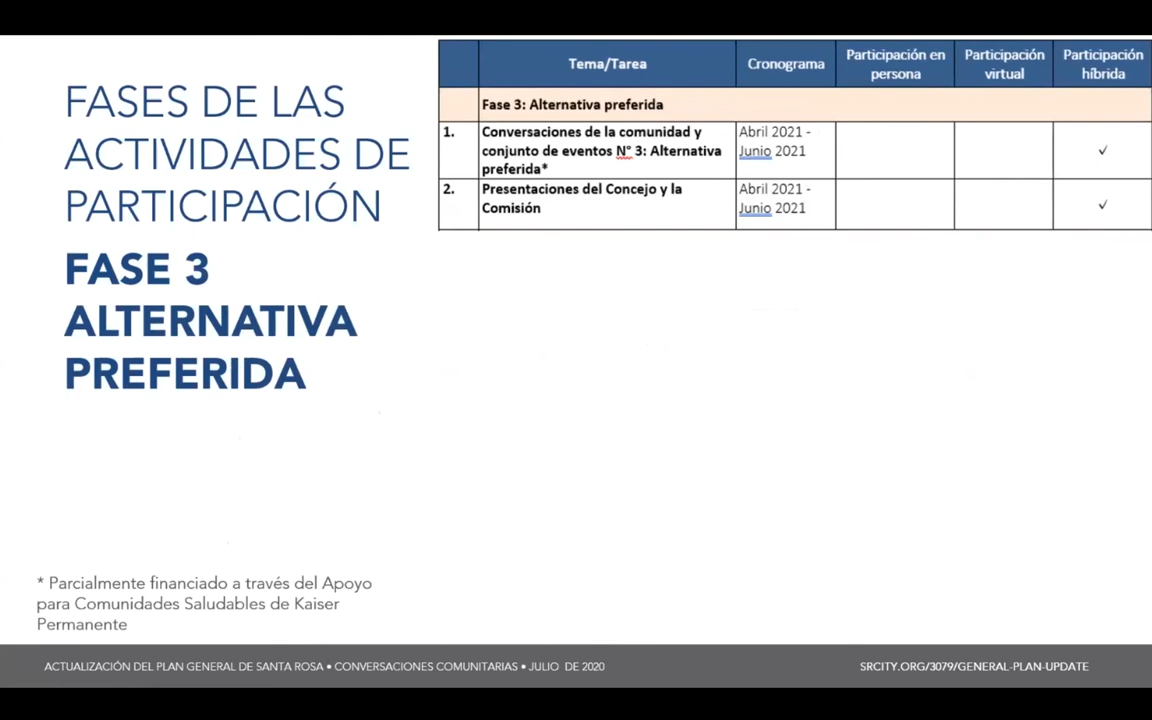 FASES DE LAS
ACTIVIDADES DE
PARTICIPACIÓN
FASE 3
ALTERNATIVA
PREFERIDA
* Parcialmente financiado a través del Apoyo
para Comunidades Saludables de Kaiser
Permanente
Tema/Tarea
Cronograma
Participación en
persona
Participación
virtual
Participación
híbrida
Fase 3: Alternativa preferida
1.
Conversaciones de la comunidad y
conjunto de eventos N° 3: Alternativa
preferida*
Abril 2021 -
Junio 2021
✓
2.
Presentaciones del Concejo y la
Comisión
Abril 2021 -
Junio 2021
✓
ACTUALIZACIÓN DEL PLAN GENERAL DE SANTA ROSA • CONVERSACIONES COMUNITARIAS • JULIO DE 2020
SRCITY.ORG/3079/GENERAL-PLAN-UPDATE